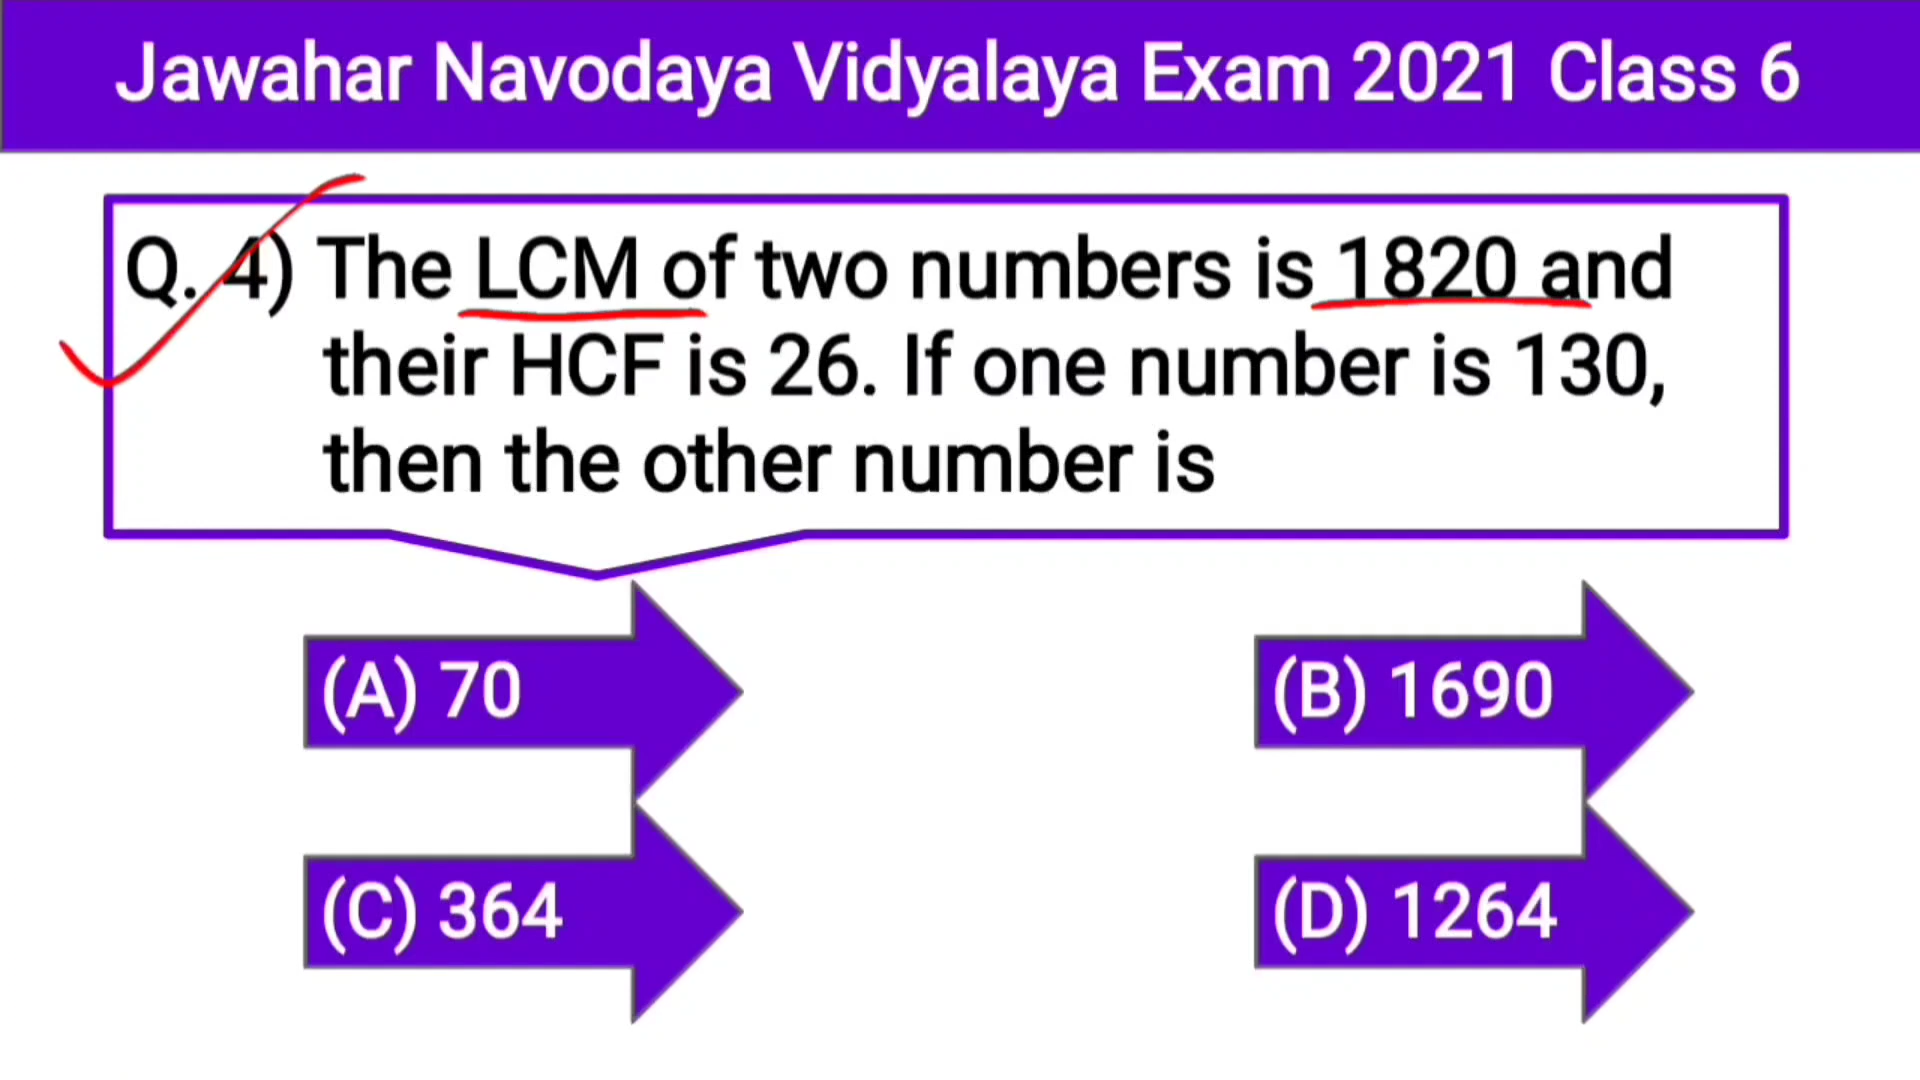 Jawahar Navodaya Vidyalaya Exam 2021 Class 6
Q. 4) The LCM of two numbers is 1820 and
their HCF is 26. If one number is 130,
then the other number is
(A) 70
(B) 1690
(C) 364
(D) 1264